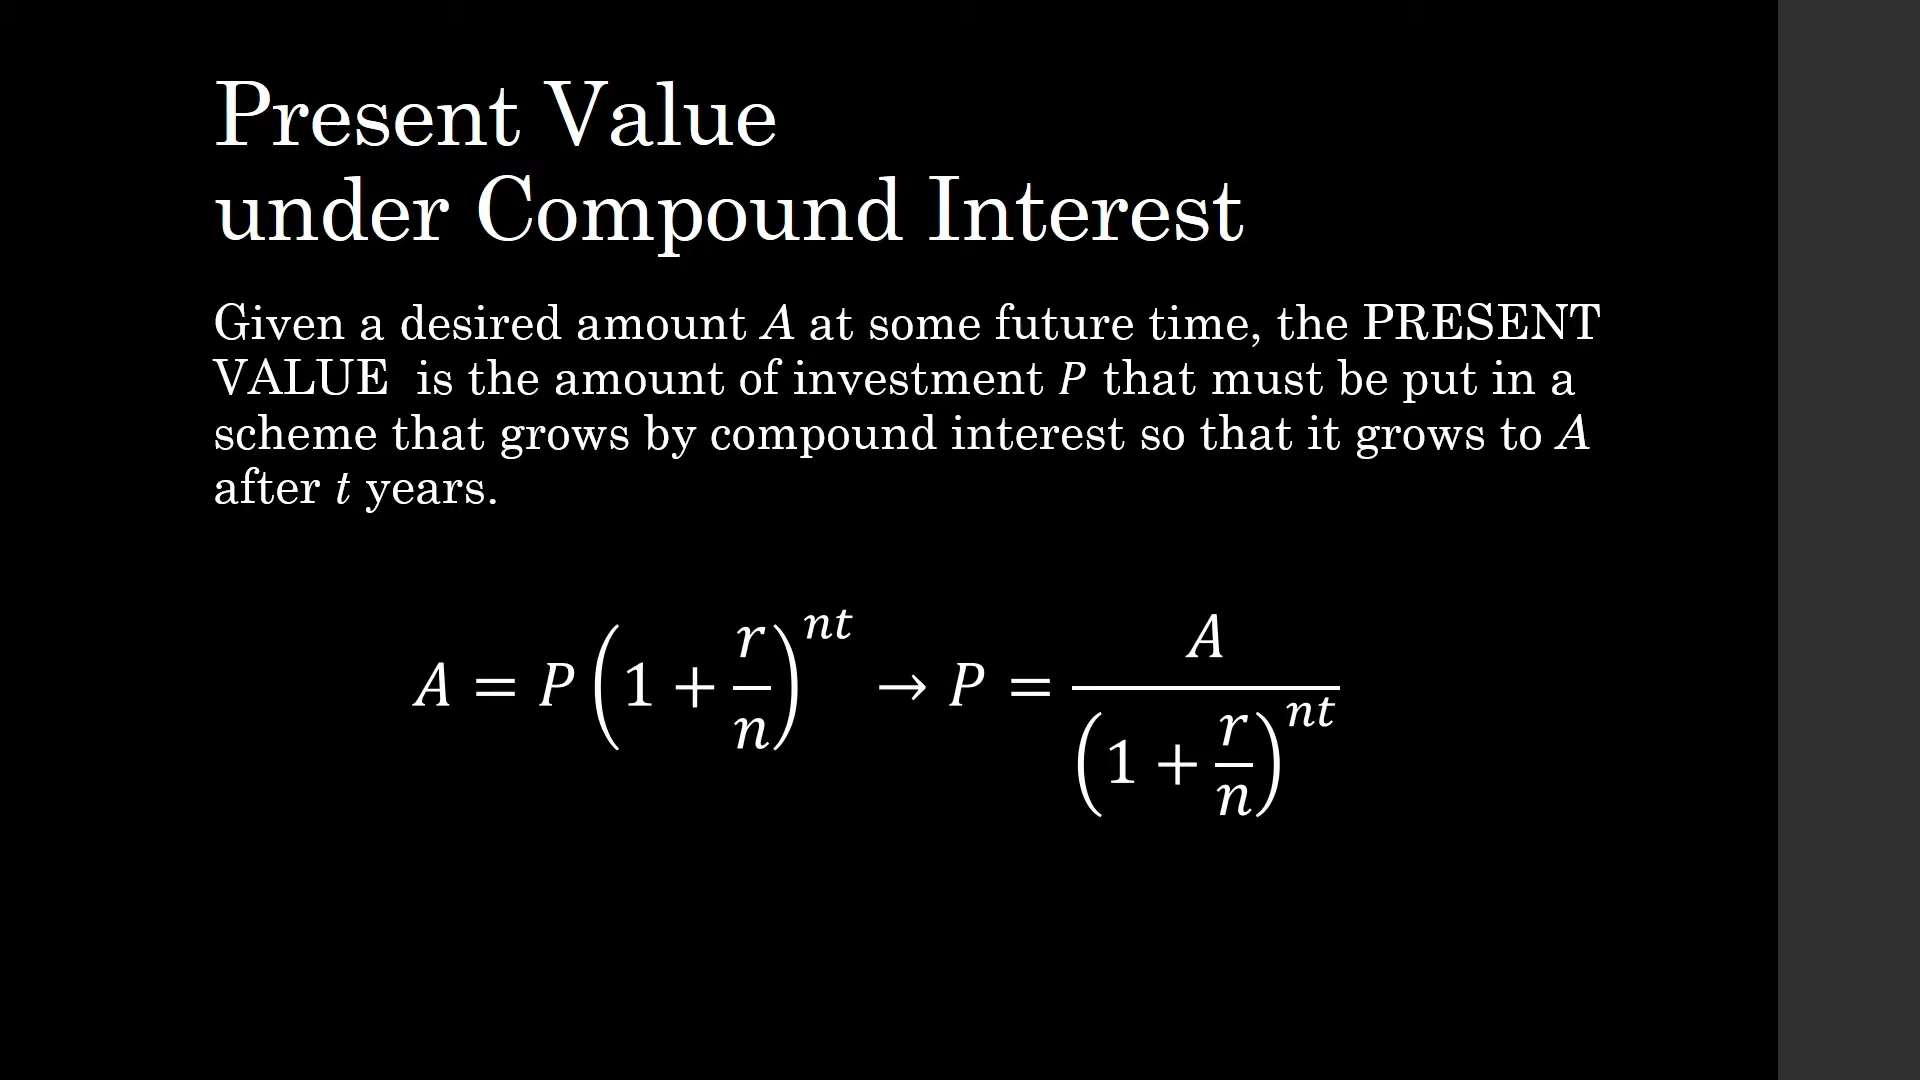 Present Value
under Compound Interest
Given a desired amount A at some future time, the PRESENT
VALUE is the amount of investment P that must be put in a
scheme that grows by compound interest so that it grows to A
after t years.
A = P(1 + r/n)^{nt} → P = A/(1 + r/n)^{nt}